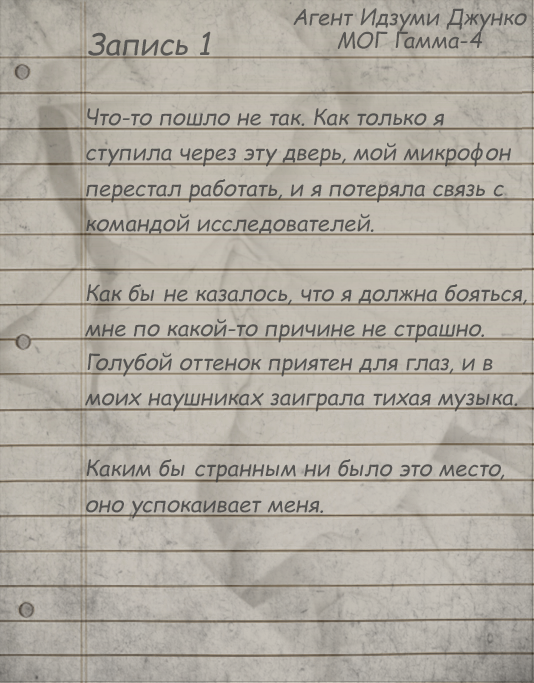 Агент Идзуми Джунко
МОГ Гамма-4
Запись 1
Что-то пошло не так. Как только я
ступила через эту дверь, мой микрофон
перестал работать, и я потеряла связь с
командой исследователей.
Как бы не казалось, что я должна бояться,
мне по какой-то причине не страшно.
Голубой оттенок приятен для глаз, и в
моих наушниках заиграла тихая музыка.
Каким бы странным ни было это место,
оно успокаивает меня.